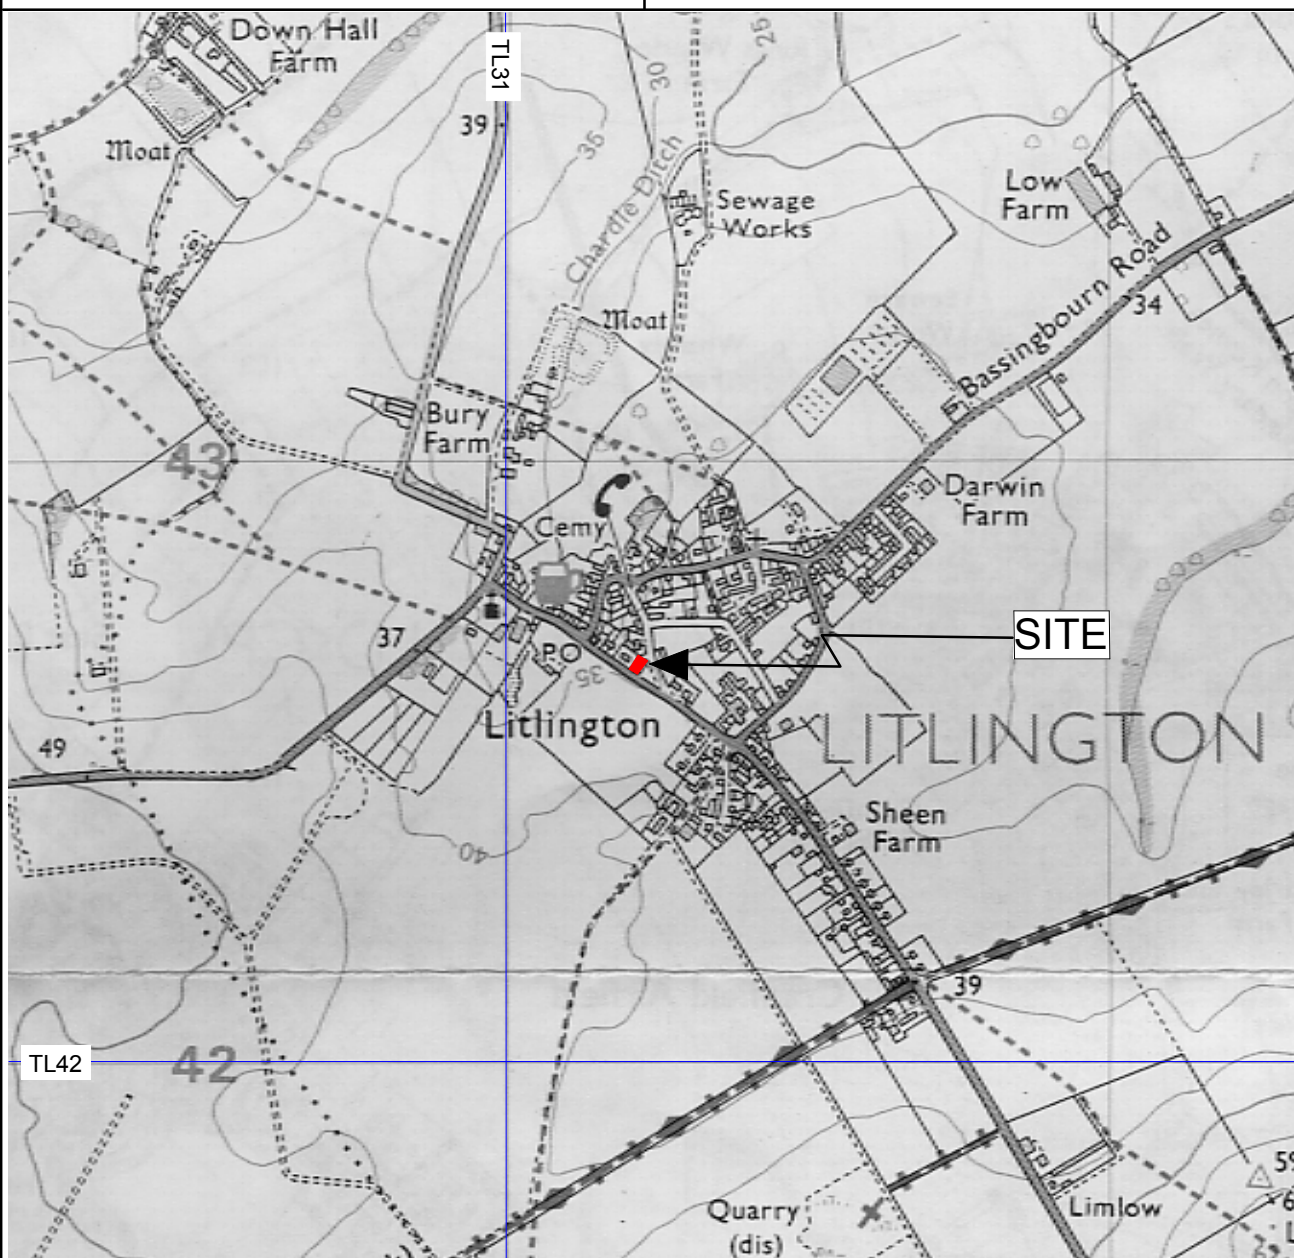 Down Hall
Farm
TL31
25
30
39
35
Moat
Chardle Ditch
Sewage
Works
Low
Farm
Bassingbourn Road
34
Moat
Bury
Farm
43
Darwin
Farm
Cemy
SITE
37
PO
35
Litlington
LITLINGTON
49
Sheen
Farm
40
39
TL42
42
59
6
L
Quarry
(dis)
Limlow